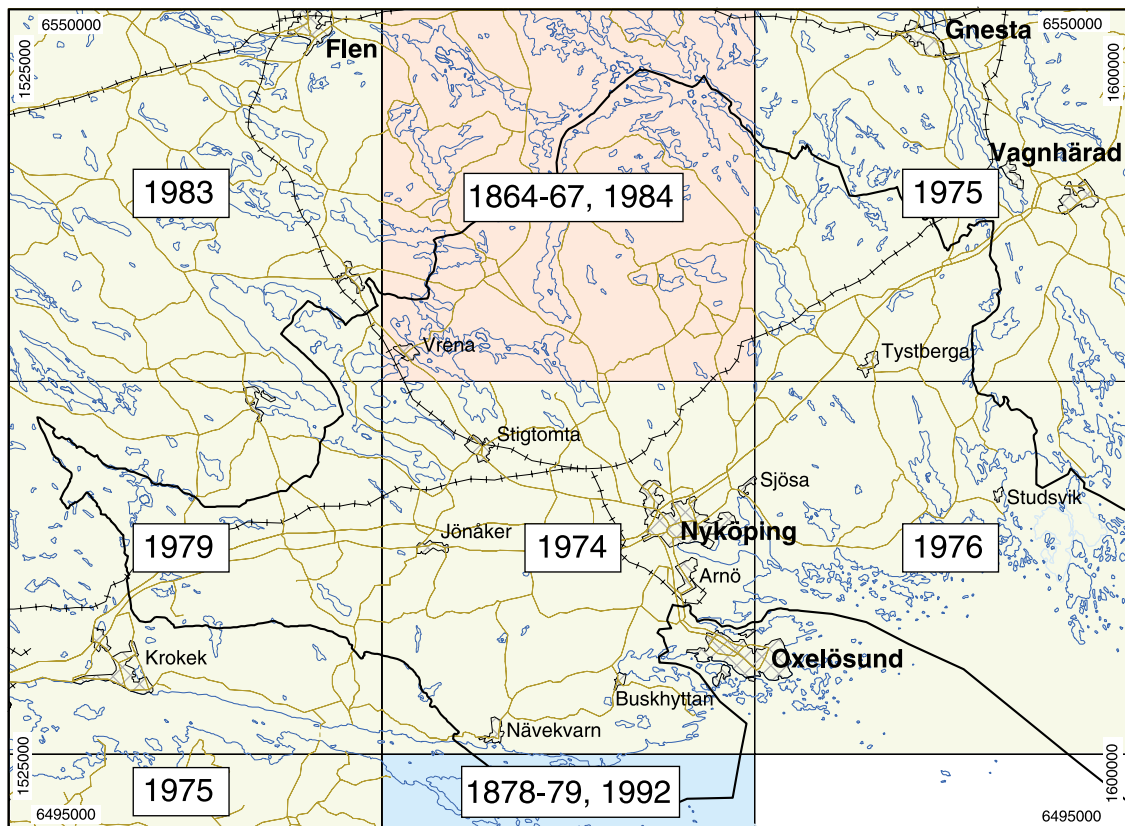 6550000
Flen
Gnesta
6550000
1525000
1600000
Vagnhärad
1983
1864-67, 1984
1975
Vrena
Tystberga
Stigtomta
Sjösa
Studsvik
1979
Jönåker
1974
Nyköping
1976
Arnö
Krokek
Oxelösund
Buskhyttan
Nävekvarn
1525000
1600000
1975
1878-79, 1992
6495000
6495000